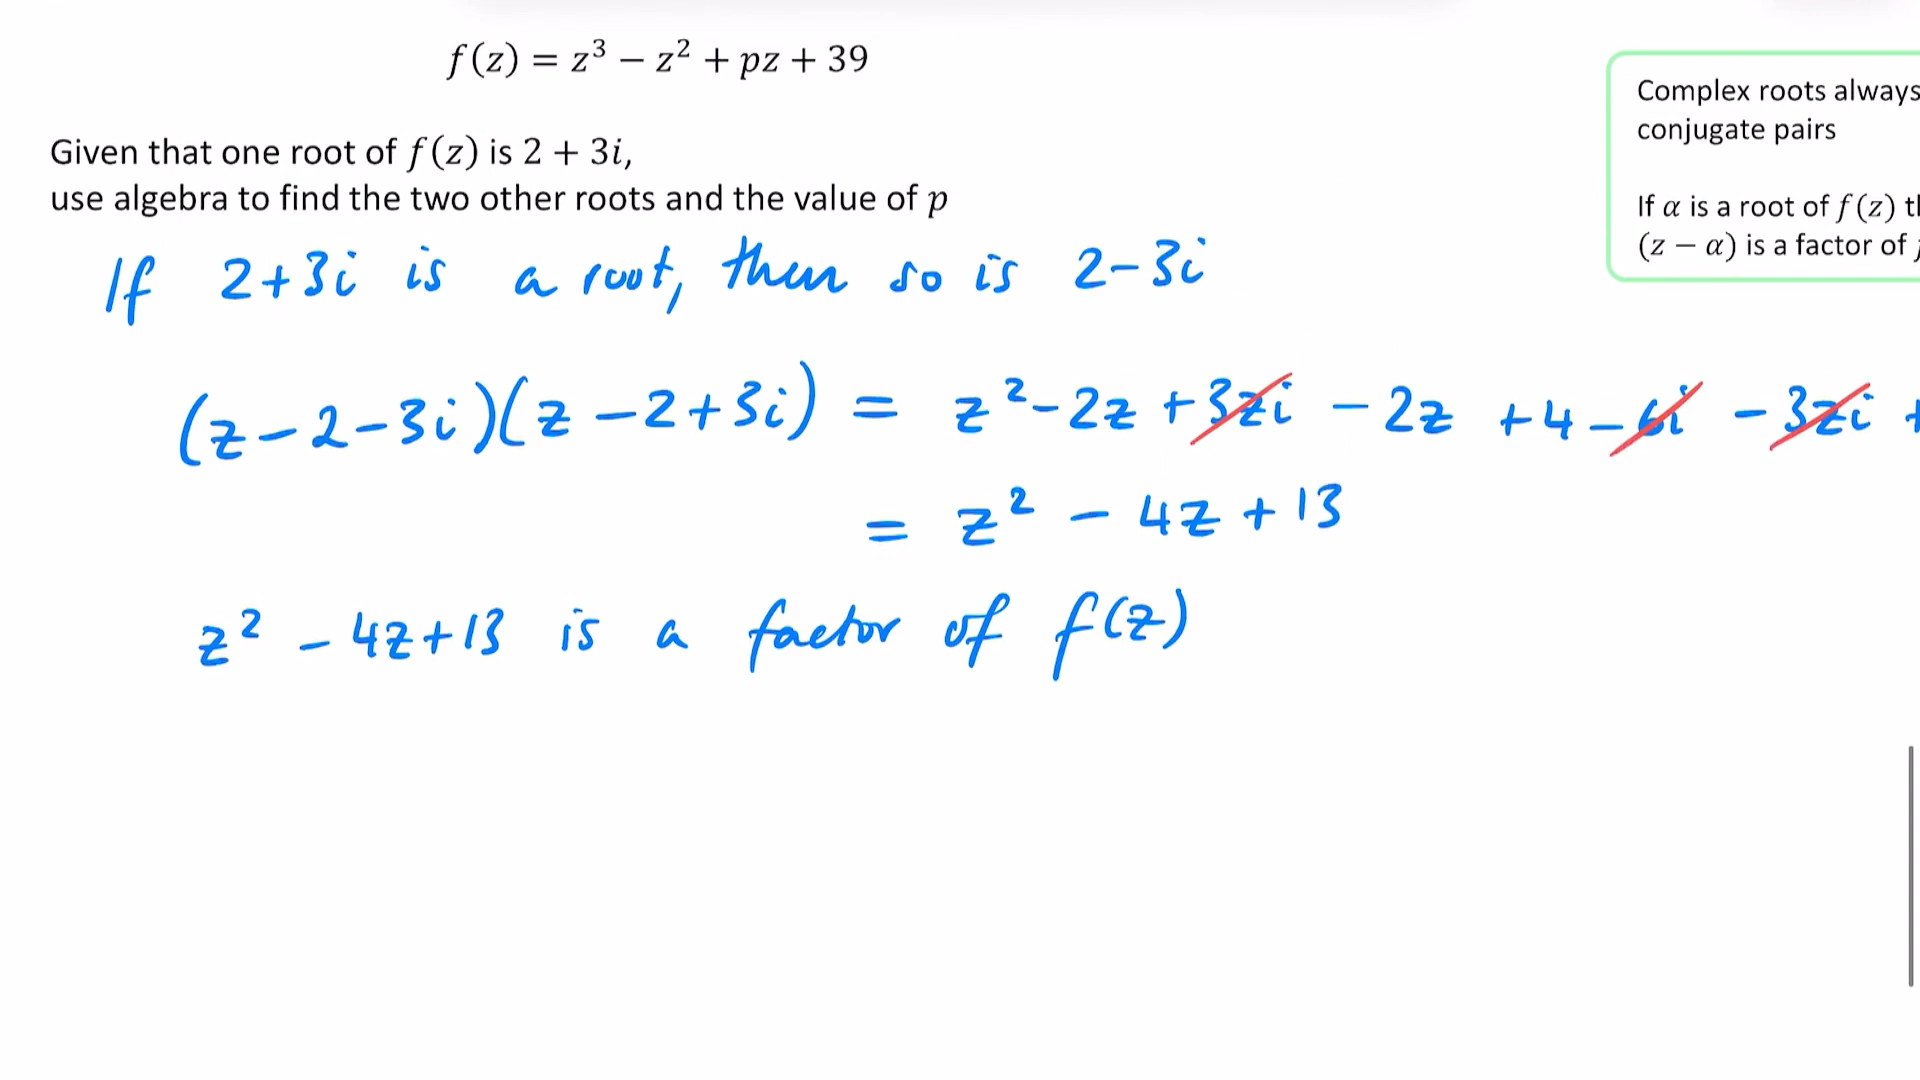 f(z) = z³ − z² + pz + 39
Given that one root of f(z) is 2 + 3i,
use algebra to find the two other roots and the value of p
Complex roots always
conjugate pairs
If α is a root of f(z)
(z − α) is a factor of
If 2+3i is a root, then so is 2−3i
(z−2−3i)(z−2+3i) = z²−2z +3zi −2z +4−6i −3zi +
= z² − 4z + 13
z² − 4z+13 is a factor of f(z)